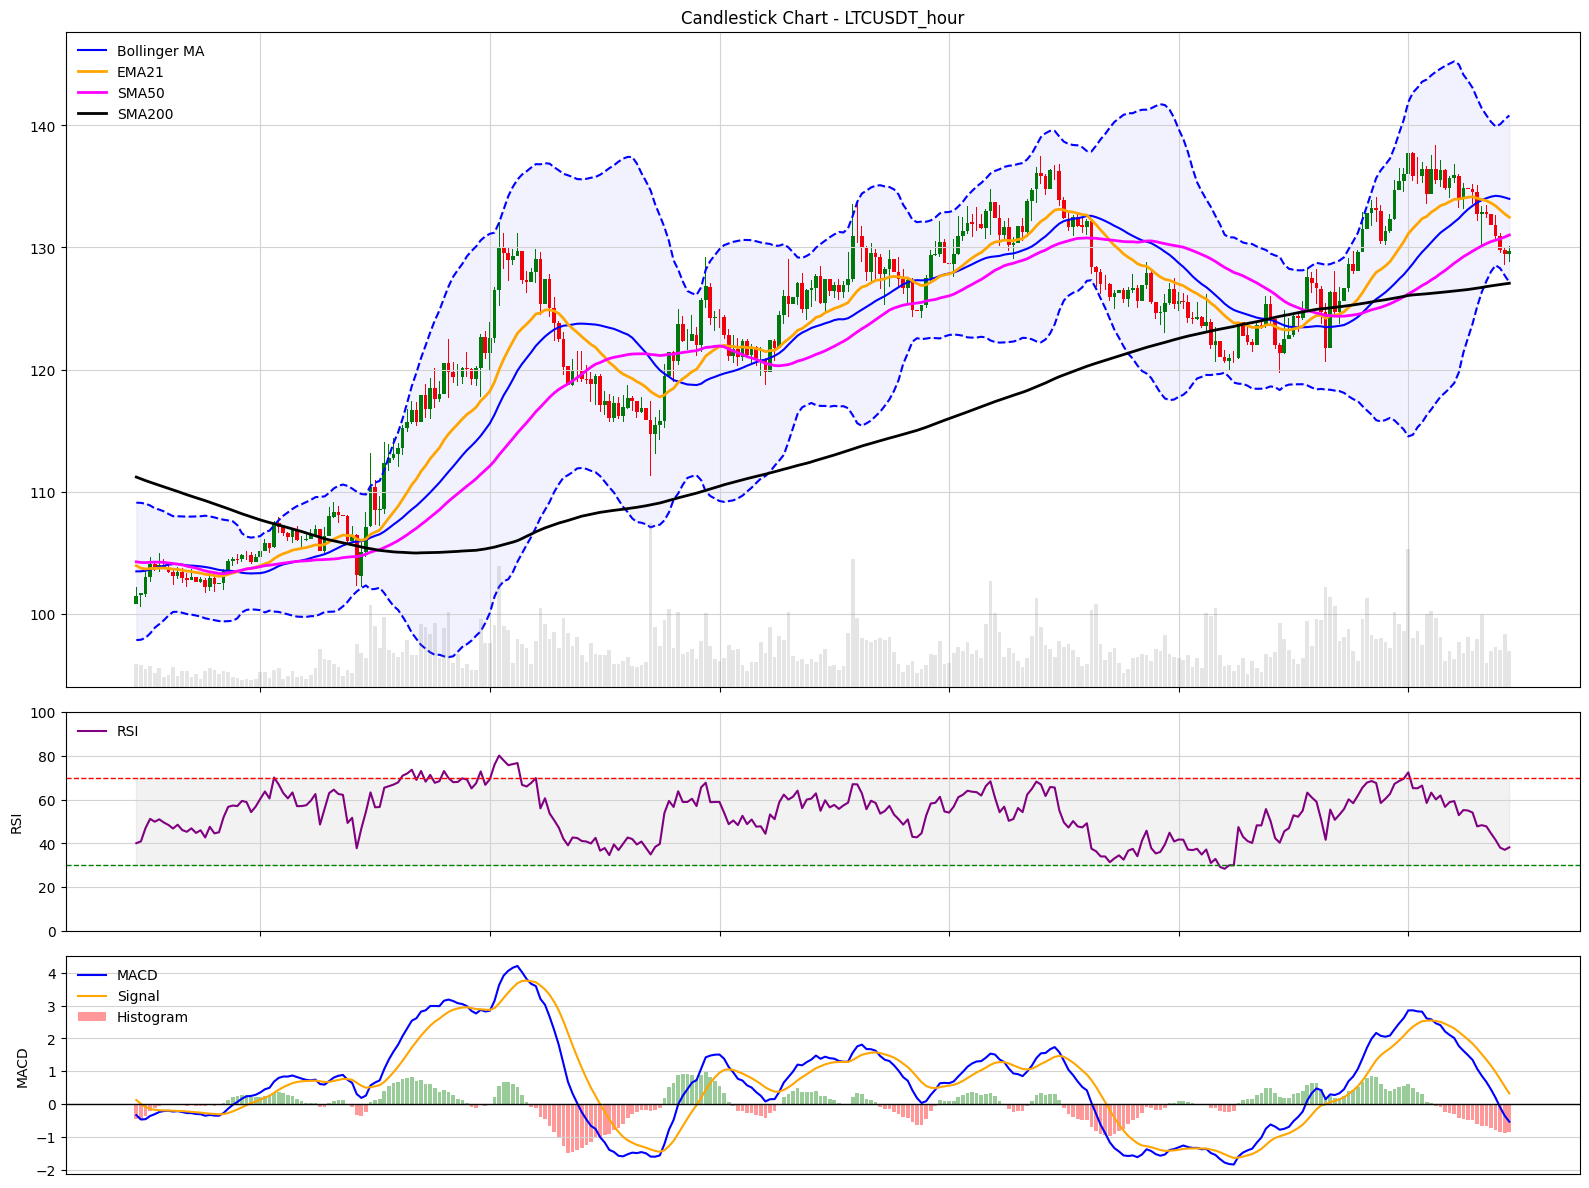 Candlestick Chart - LTCUSDT_hour
Bollinger MA
EMA21
SMA50
SMA200
140
130
120
110
100
RSI
100
80
60
40
20
0
RSI
MACD
Signal
Histogram
4
3
2
1
0
−1
−2
MACD